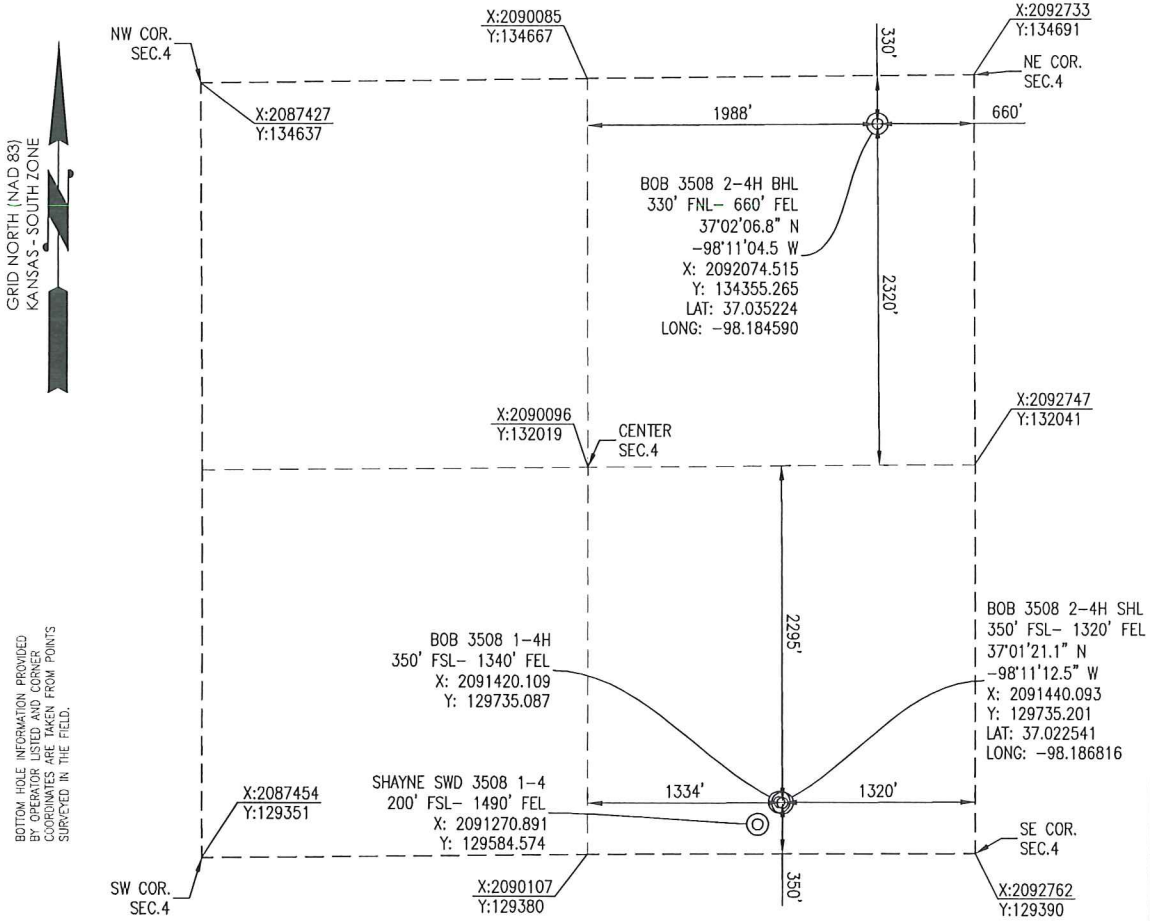 GRID NORTH (NAD 83)
KANSAS - SOUTH ZONE
NW COR.
SEC.4
X:2087427
Y:134637
X:2090085
Y:134667
330'
X:2092733
Y:134691
NE COR.
SEC.4
1988'
660'
BOB 3508 2-4H BHL
330' FNL- 660' FEL
37°02'06.8" N
-98°11'04.5 W
X: 2092074.515
Y: 134355.265
LAT: 37.035224
LONG: -98.184590
2320'
X:2090096
Y:132019
CENTER
SEC.4
X:2092747
Y:132041
2295'
BOB 3508 1-4H
350' FSL- 1340' FEL
X: 2091420.109
Y: 129735.087
BOB 3508 2-4H SHL
350' FSL- 1320' FEL
37°01'21.1" N
-98°11'12.5" W
X: 2091440.093
Y: 129735.201
LAT: 37.022541
LONG: -98.186816
SHAYNE SWD 3508 1-4
200' FSL- 1490' FEL
X: 2091270.891
Y: 129584.574
1334'
1320'
X:2087454
Y:129351
SW COR.
SEC.4
X:2090107
Y:129380
350'
SE COR.
SEC.4
X:2092762
Y:129390
BOTTOM HOLE INFORMATION PROVIDED
BY OPERATOR LISTED AND CORNER
COORDINATES ARE TAKEN FROM POINTS
SURVEYED IN THE FIELD.